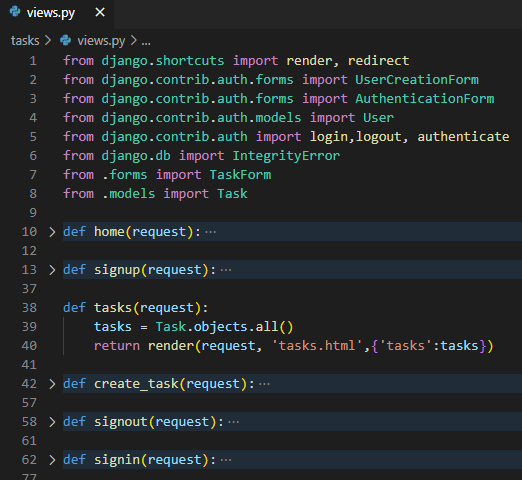 views.py ×
tasks > views.py > ...
1 from django.shortcuts import render, redirect
2 from django.contrib.auth.forms import UserCreationForm
3 from django.contrib.auth.forms import AuthenticationForm
4 from django.contrib.auth.models import User
5 from django.contrib.auth import login,logout, authenticate
6 from django.db import IntegrityError
7 from .forms import TaskForm
8 from .models import Task
9
10 > def home(request): ···
12
13 > def signup(request): ···
37
38 def tasks(request):
39     tasks = Task.objects.all()
40     return render(request, 'tasks.html',{'tasks':tasks})
41
42 > def create_task(request): ···
57
58 > def signout(request): ···
61
62 > def signin(request): ···
77